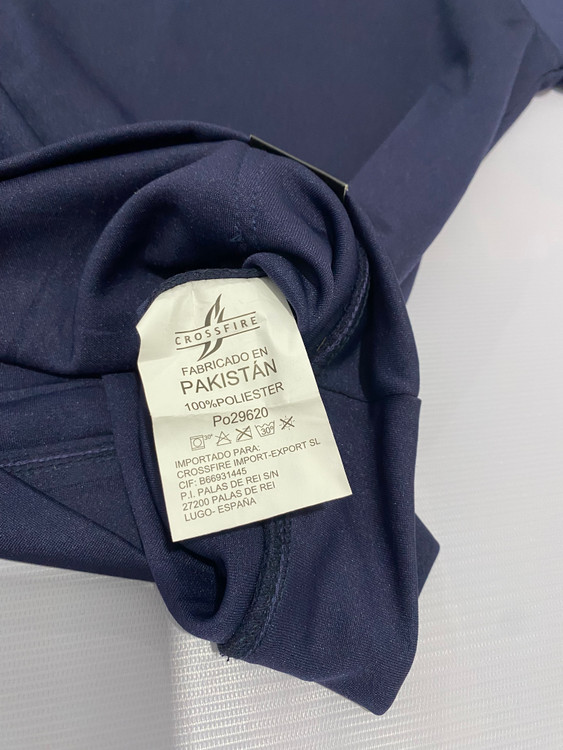 CROSSFIRE
FABRICADO EN
PAKISTÁN
100%POLIESTER
Po29620
30°
IMPORTADO PARA:
CROSSFIRE IMPORT-EXPORT SL
CIF: B66931445
P.I. PALAS DE REI S/N
27200 PALAS DE REI
LUGO- ESPAÑA